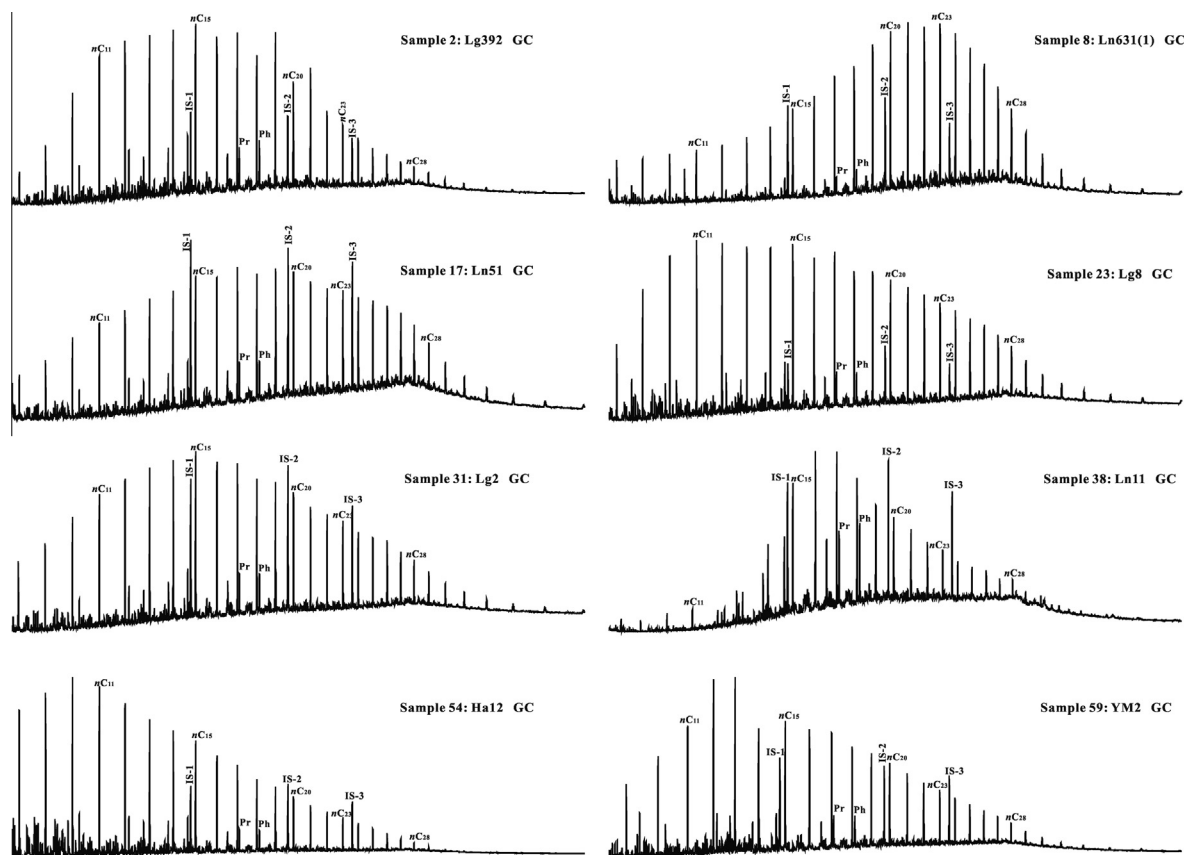 Sample 2: Lg392 GC
nC11
nC15
IS-1
Pr
Ph
IS-2
nC20
nC23
IS-3
nC28
Sample 8: Ln631(1) GC
nC11
IS-1
nC15
Pr
Ph
IS-2
nC20
nC23
IS-3
nC28
Sample 17: Ln51 GC
nC11
IS-1
nC15
Pr
Ph
IS-2
nC20
nC23
IS-3
nC28
Sample 23: Lg8 GC
nC11
IS-1
nC15
Pr
Ph
IS-2
nC20
nC23
IS-3
nC28
Sample 31: Lg2 GC
nC11
IS-1
nC15
Pr
Ph
IS-2
nC20
nC23
IS-3
nC28
Sample 38: Ln11 GC
nC11
IS-1
nC15
Pr
Ph
IS-2
nC20
nC23
IS-3
nC28
Sample 54: Ha12 GC
nC11
IS-1
nC15
Pr
Ph
IS-2
nC20
nC23
IS-3
nC28
Sample 59: YM2 GC
nC11
IS-1
nC15
Pr
Ph
IS-2
nC20
nC23
IS-3
nC28